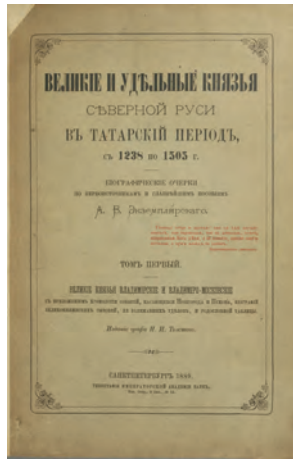 ВЕЛИКІЕ И УДѢЛЬНЫЕ КНЯЗЬЯ
СѢВЕРНОЙ РУСИ
ВЪ ТАТАРСКІЙ ПЕРІОДЪ,
съ 1238 по 1505 г.
БІОГРАФИЧЕСКІЕ ОЧЕРКИ
ПО ПЕРВОИСТОЧНИКАМЪ И ГЛАВНѢЙШИМЪ ПОСОБІЯМЪ
А. В. Экземплярскаго.
ТОМЪ ПЕРВЫЙ.
ВЕЛИКІЕ КНЯЗЬЯ ВЛАДИМІРСКІЕ И ВЛАДИМІРО-МОСКОВСКІЕ
Изданіе графа И. И. Толстого.
САНКТПЕТЕРБУРГЪ 1889.
ТИПОГРАФІЯ ИМПЕРАТОРСКОЙ АКАДЕМІИ НАУКЪ.